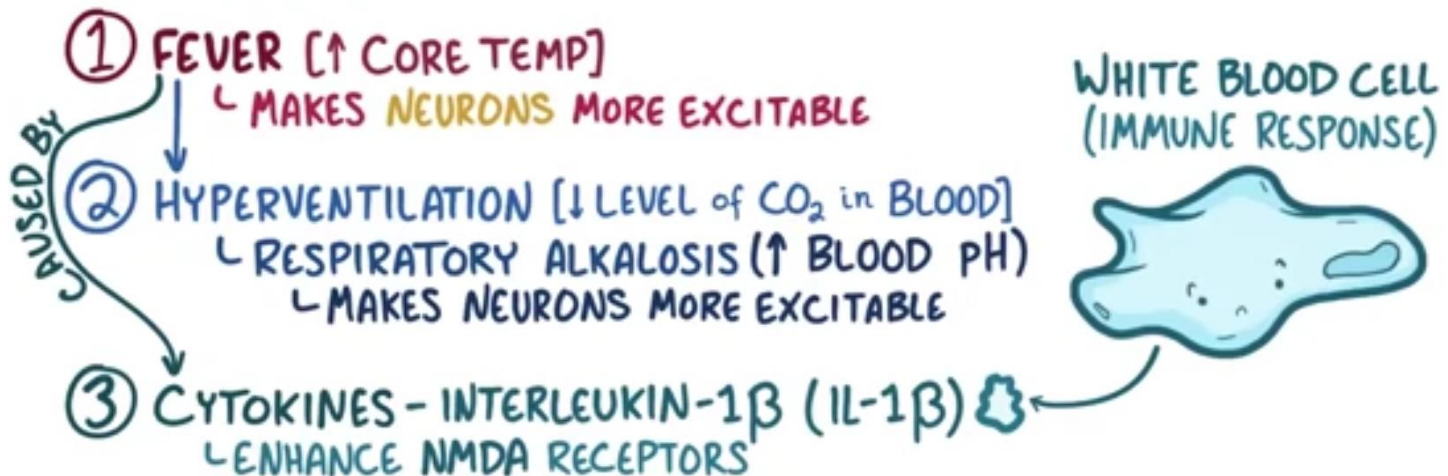 ① FEVER [↑ CORE TEMP]
└ MAKES NEURONS MORE EXCITABLE
WHITE BLOOD CELL
(IMMUNE RESPONSE)
CAUSED BY
② HYPERVENTILATION [↓ LEVEL of CO₂ in BLOOD]
└ RESPIRATORY ALKALOSIS (↑ BLOOD pH)
└ MAKES NEURONS MORE EXCITABLE
③ CYTOKINES - INTERLEUKIN-1β (IL-1β)
└ ENHANCE NMDA RECEPTORS